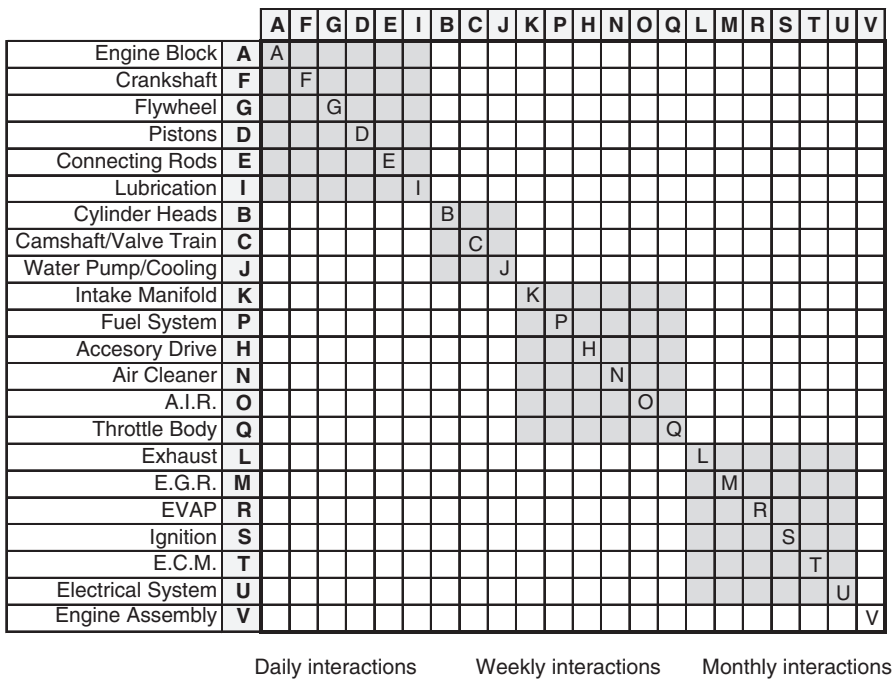 A F G D E I B C J K P H N O Q L M R S T U V
Engine Block A A
Crankshaft F F
Flywheel G G
Pistons D D
Connecting Rods E E
Lubrication I I
Cylinder Heads B B
Camshaft/Valve Train C C
Water Pump/Cooling J J
Intake Manifold K K
Fuel System P P
Accesory Drive H H
Air Cleaner N N
A.I.R. O O
Throttle Body Q Q
Exhaust L L
E.G.R. M M
EVAP R R
Ignition S S
E.C.M. T T
Electrical System U U
Engine Assembly V V
Daily interactions Weekly interactions Monthly interactions